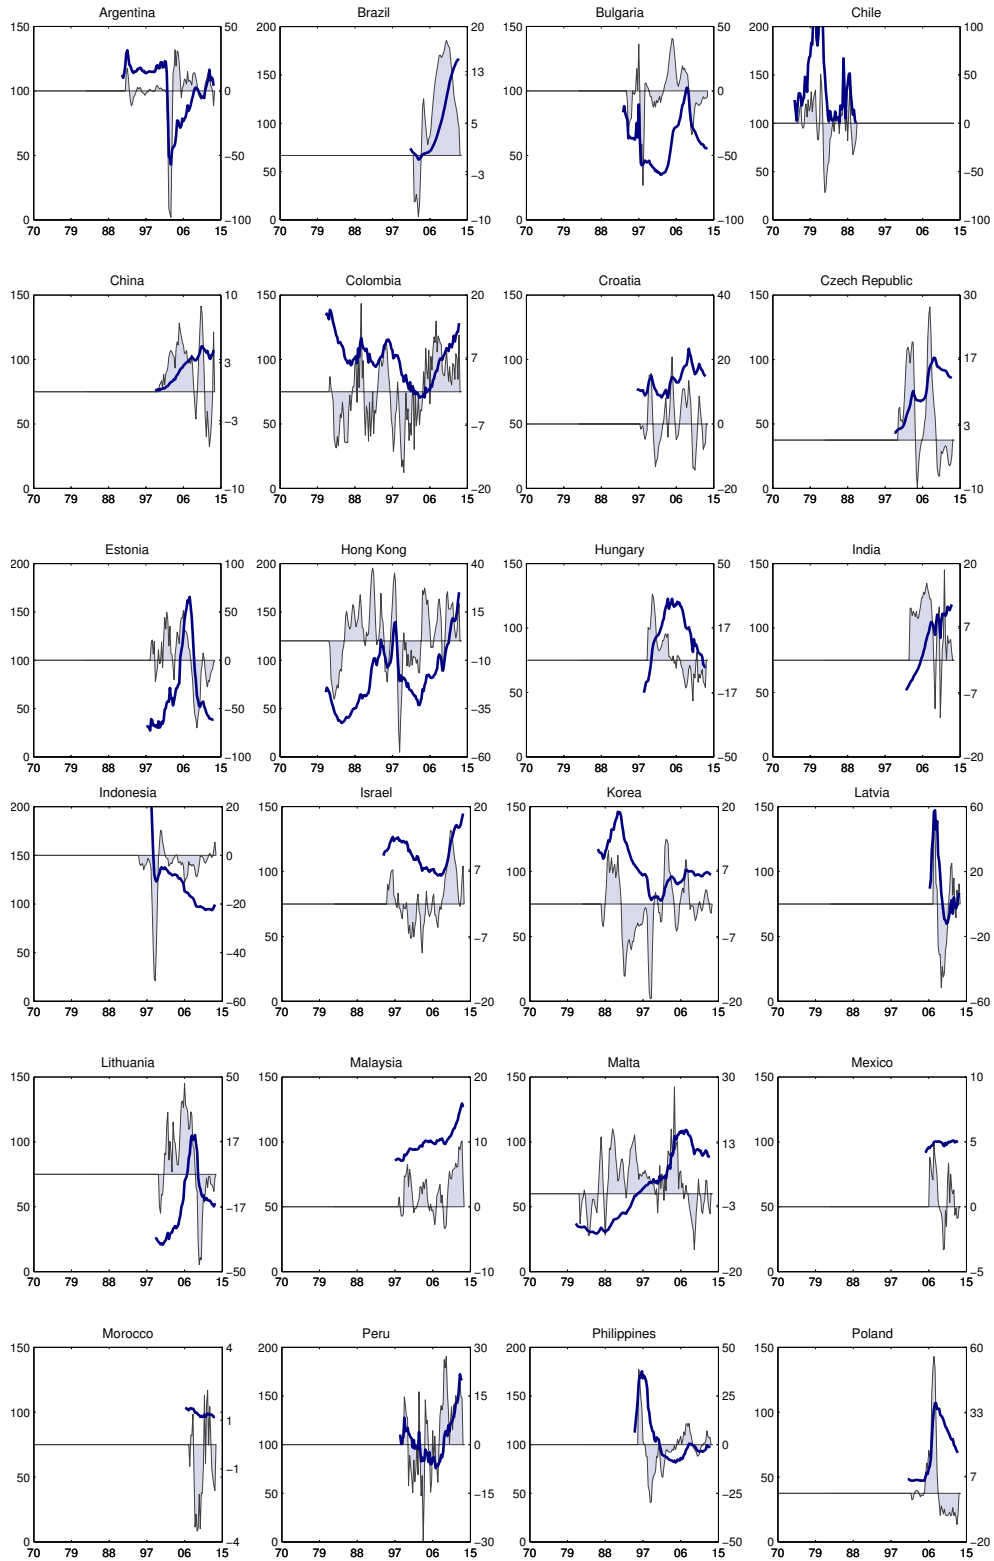 Argentina Brazil Bulgaria Chile
150 50 200 20 150 50 200 100
150 13 150 50
100 0 100 0
100 5 100 0
50 −50 50 −50
50 −3 50 −50
0 −100 0 −10 0 −100 0 −100
70 79 88 97 06 15 70 79 88 97 06 15 70 79 88 97 06 15 70 79 88 97 06 15
China Colombia Croatia Czech Republic
150 10 150 20 150 40 150 30
100 3 100 7 100 20 100 17
50 −3 50 −7 50 0 50 3
0 −10 0 −20 0 −20 0 −10
70 79 88 97 06 15 70 79 88 97 06 15 70 79 88 97 06 15 70 79 88 97 06 15
Estonia Hong Kong Hungary India
200 100 200 40 150 50 150 20
150 50 150 15
100 17 100 7
100 0 100 −10
50 −17 50 −7
50 −50 50 −35
0 −100 0 −60 0 −50 0 −20
70 79 88 97 06 15 70 79 88 97 06 15 70 79 88 97 06 15 70 79 88 97 06 15
Indonesia Israel Korea Latvia
200 20 150 20 150 20 150 60
150 0
100 7 100 7 100 20
100 −20
50 −7 50 −7 50 −20
50 −40
0 −60 0 −20 0 −20 0 −60
70 79 88 97 06 15 70 79 88 97 06 15 70 79 88 97 06 15 70 79 88 97 06 15
Lithuania Malaysia Malta Mexico
150 50 150 20 150 30 150 10
100 17 100 10 100 13 100 5
50 −17 50 0 50 −3 50 0
0 −50 0 −10 0 −20 0 −5
70 79 88 97 06 15 70 79 88 97 06 15 70 79 88 97 06 15 70 79 88 97 06 15
Morocco Peru Philippines Poland
150 4 200 30 200 50 150 60
150 15 150 25
100 1 100 33
100 0 100 0
50 −1 50 7
50 −15 50 −25
0 −4 0 −30 0 −50 0 −20
70 79 88 97 06 15 70 79 88 97 06 15 70 79 88 97 06 15 70 79 88 97 06 15